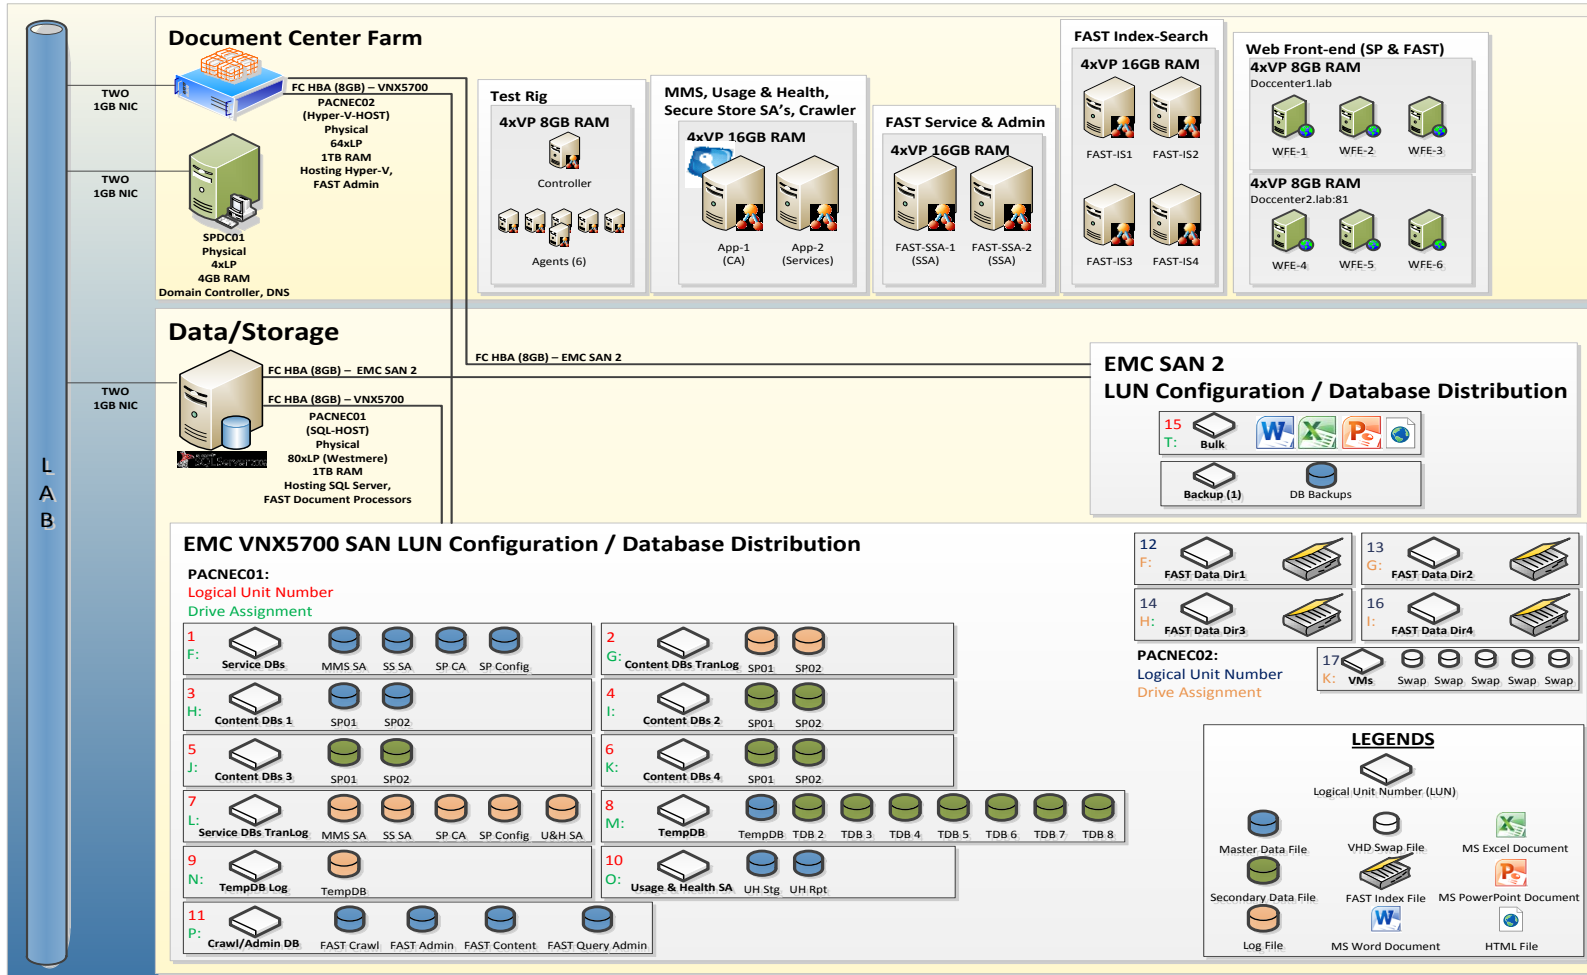 L
A
B
Document Center Farm
TWO
1GB NIC
FC HBA (8GB) – VNX5700
PACNEC02
(Hyper-V-HOST)
Physical
64xLP
1TB RAM
Hosting Hyper-V,
FAST Admin
TWO
1GB NIC
SPDC01
Physical
4xLP
4GB RAM
Domain Controller, DNS
Test Rig
4xVP 8GB RAM
Controller
Agents (6)
MMS, Usage & Health,
Secure Store SA's, Crawler
4xVP 16GB RAM
App-1
(CA)
App-2
(Services)
FAST Service & Admin
4xVP 16GB RAM
FAST-SSA-1
(SSA)
FAST-SSA-2
(SSA)
FAST Index-Search
4xVP 16GB RAM
FAST-IS1
FAST-IS2
FAST-IS3
FAST-IS4
Web Front-end (SP & FAST)
4xVP 8GB RAM
Doccenter1.lab
WFE-1
WFE-2
WFE-3
4xVP 8GB RAM
Doccenter2.lab:81
WFE-4
WFE-5
WFE-6
Data/Storage
FC HBA (8GB) – EMC SAN 2
FC HBA (8GB) – EMC SAN 2
FC HBA (8GB) – VNX5700
TWO
1GB NIC
PACNEC01
(SQL-HOST)
Physical
80xLP (Westmere)
1TB RAM
Hosting SQL Server,
FAST Document Processors
SQL Server
EMC SAN 2
LUN Configuration / Database Distribution
15
T:
Bulk
Backup (1)
DB Backups
EMC VNX5700 SAN LUN Configuration / Database Distribution
PACNEC01:
Logical Unit Number
Drive Assignment
1
F:
Service DBs
MMS SA
SS SA
SP CA
SP Config
2
G:
Content DBs TranLog
SP01
SP02
3
H:
Content DBs 1
SP01
SP02
4
I:
Content DBs 2
SP01
SP02
5
J:
Content DBs 3
SP01
SP02
6
K:
Content DBs 4
SP01
SP02
7
L:
Service DBs TranLog
MMS SA
SS SA
SP CA
SP Config
U&H SA
8
M:
TempDB
TempDB
TDB 2
TDB 3
TDB 4
TDB 5
TDB 6
TDB 7
TDB 8
9
N:
TempDB Log
TempDB
10
O:
Usage & Health SA
UH Stg
UH Rpt
11
P:
Crawl/Admin DB
FAST Crawl
FAST Admin
FAST Content
FAST Query Admin
12
F:
FAST Data Dir1
13
G:
FAST Data Dir2
14
H:
FAST Data Dir3
16
I:
FAST Data Dir4
PACNEC02:
Logical Unit Number
Drive Assignment
17
K:
VMs
Swap
Swap
Swap
Swap
Swap
LEGENDS
Logical Unit Number (LUN)
Master Data File
VHD Swap File
MS Excel Document
Secondary Data File
FAST Index File
MS PowerPoint Document
Log File
MS Word Document
HTML File